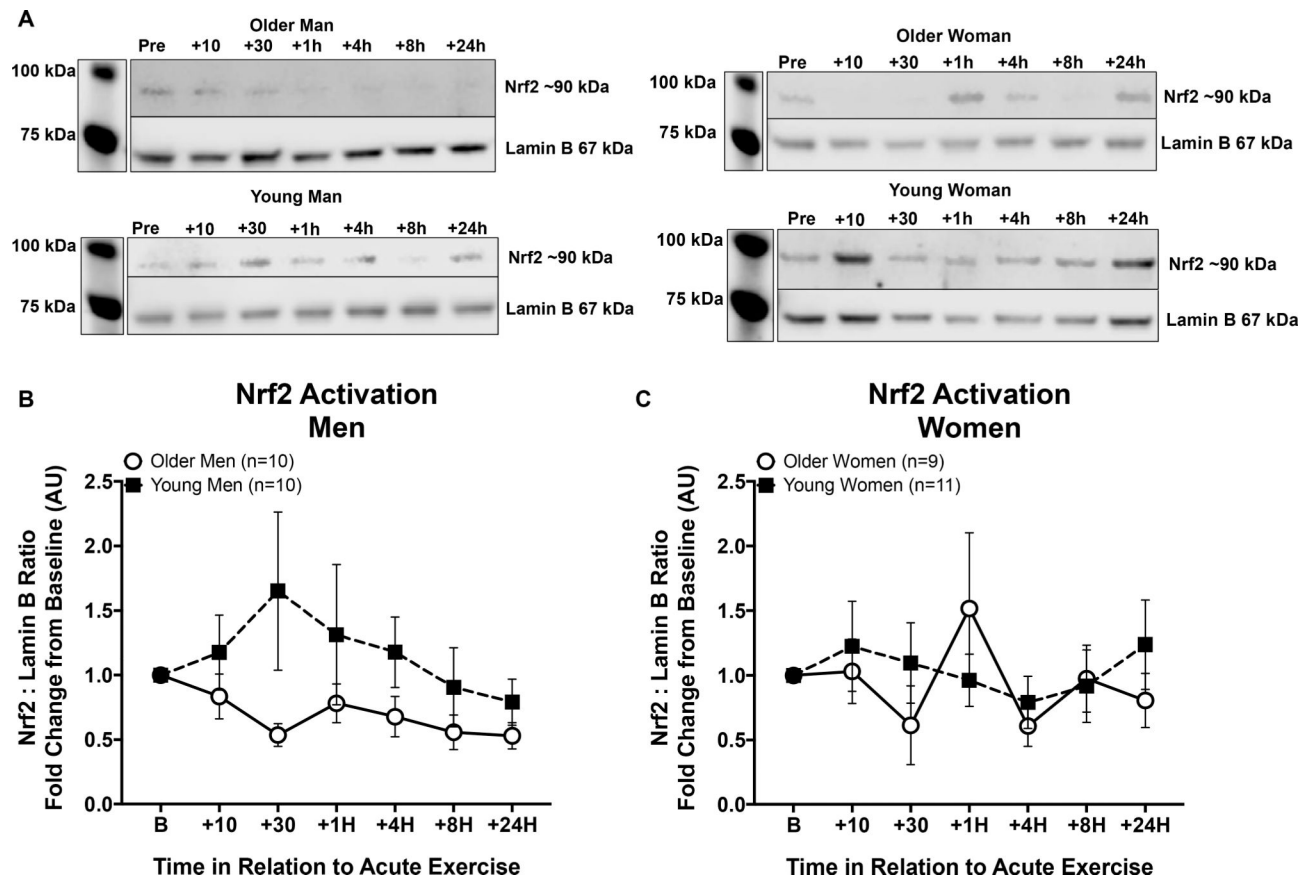 A
Older Man
Pre +10 +30 +1h +4h +8h +24h
100 kDa
Nrf2 ~90 kDa
75 kDa
Lamin B 67 kDa
Older Woman
Pre +10 +30 +1h +4h +8h +24h
100 kDa
Nrf2 ~90 kDa
75 kDa
Lamin B 67 kDa
Young Man
Pre +10 +30 +1h +4h +8h +24h
100 kDa
Nrf2 ~90 kDa
75 kDa
Lamin B 67 kDa
Young Woman
Pre +10 +30 +1h +4h +8h +24h
100 kDa
Nrf2 ~90 kDa
75 kDa
Lamin B 67 kDa
B
Nrf2 Activation
Men
Older Men (n=10)
Young Men (n=10)
Nrf2 : Lamin B Ratio
Fold Change from Baseline (AU)
2.5
2.0
1.5
1.0
0.5
0.0
B +10 +30 +1H +4H +8H +24H
Time in Relation to Acute Exercise
C
Nrf2 Activation
Women
Older Women (n=9)
Young Women (n=11)
Nrf2 : Lamin B Ratio
Fold Change from Baseline (AU)
2.5
2.0
1.5
1.0
0.5
0.0
B +10 +30 +1H +4H +8H +24H
Time in Relation to Acute Exercise